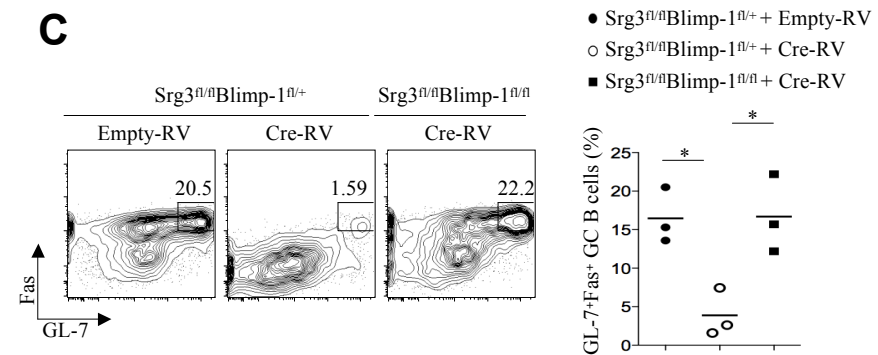 C
Srg3fl/flBlimp-1fl/+ + Empty-RV
Srg3fl/flBlimp-1fl/+ + Cre-RV
Srg3fl/flBlimp-1fl/fl + Cre-RV
Srg3fl/flBlimp-1fl/+ Srg3fl/flBlimp-1fl/fl
Empty-RV Cre-RV Cre-RV
20.5 1.59 22.2
Fas
GL-7
GL-7+Fas+ GC B cells (%)
* *
25
20
15
10
5
0